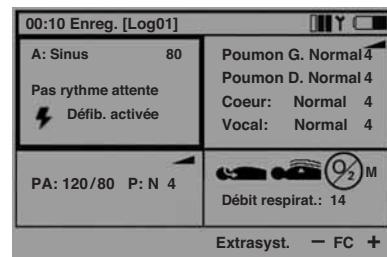 00:10 Enreg. [Log01]
A: Sinus 80
Pas rythme attente
Défib. activée
Poumon G. Normal 4
Poumon D. Normal 4
Coeur: Normal 4
Vocal: Normal 4
PA: 120/80 P: N 4
O2 M
Débit respirat.: 14
Extrasyst. − FC +